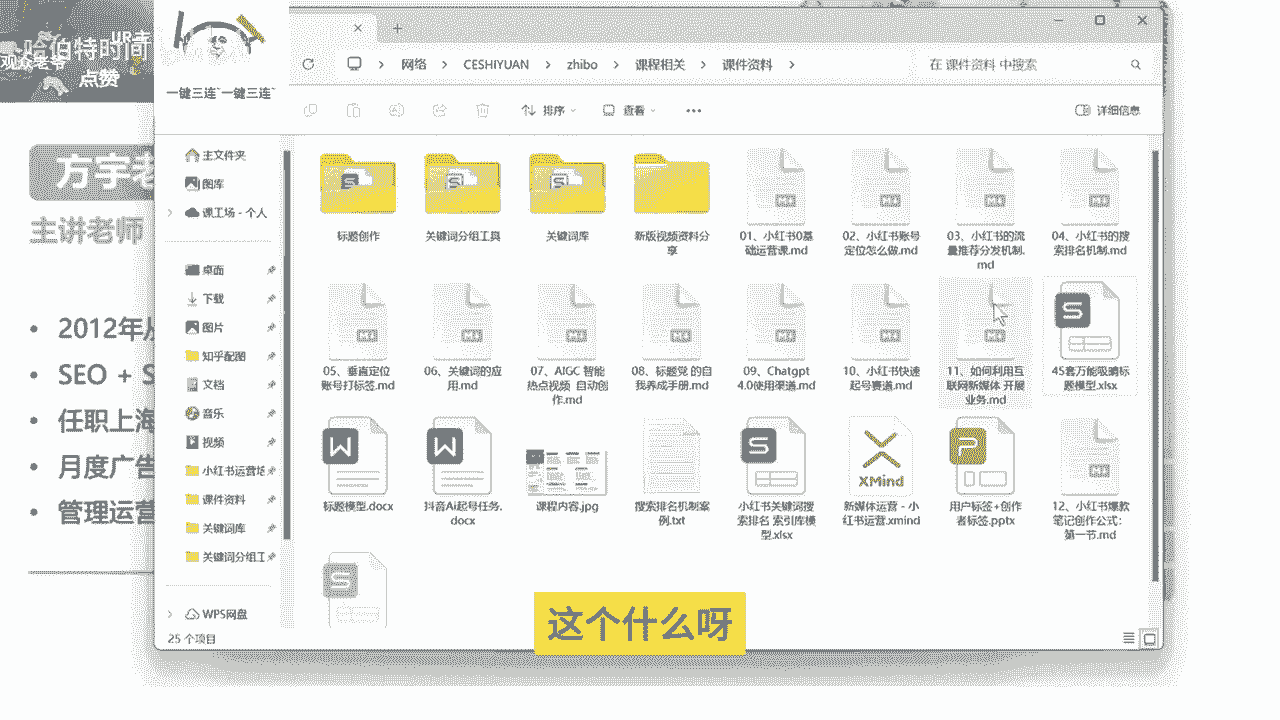 哈伯特时间
UP主
观众老爷
点赞
一键三连~一键三连~
方宇老
主讲老师
2012年从
SEO + S
任职上海
月度广告
管理运营
网络
CESHIYUAN
zhibo
课程相关
课件资料
在 课件资料 中搜索
排序
查看
详细信息
主文件夹
图库
课工场 - 个人
桌面
下载
图片
知乎配图
文档
音乐
视频
小红书运营培
课件资料
关键词库
关键词分组工
WPS网盘
标题创作
关键词分组工具
关键词库
新版视频资料分
享
01、小红书0基
础运营课.md
02、小红书账号
定位怎么做.md
03、小红书的流
量推荐分发机制.
md
04、小红书的搜
索排名机制.md
05、垂直定位
账号打标签.md
06、关键词的应
用.md
07、AIGC 智能
热点视频 自动创
作.md
08、标题党 的自
我养成手册.md
09、Chatgpt
4.0使用渠道.md
10、小红书快速
起号赛道.md
11、如何利用互
联网新媒体 开展
业务.md
45套万能吸睛标
题模型.xlsx
标题模型.docx
抖音Ai起号任务.
docx
课程内容.jpg
搜索排名机制案
例.txt
小红书关键词搜
索排名 索引库模
型.xlsx
XMind
新媒体运营 - 小
红书运营.xmind
用户标签+创作
者标签.pptx
12、小红书爆款
笔记创作公式：
第一节.md
25 个项目
这个什么呀